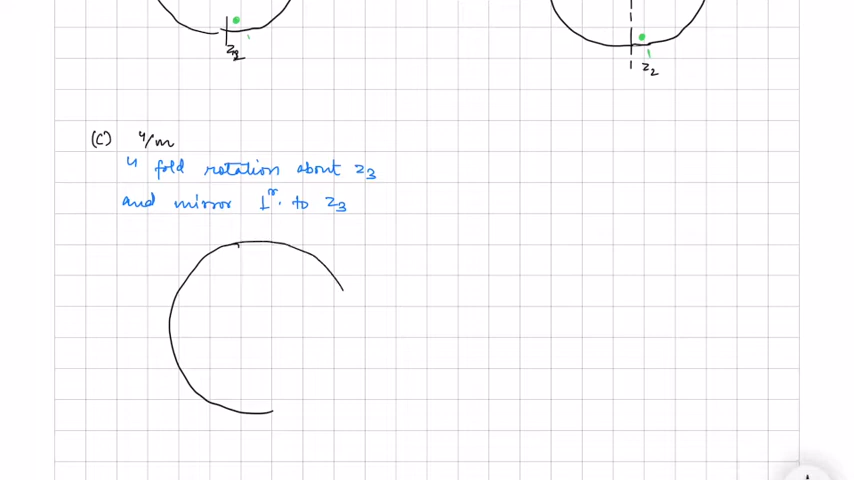 z₂
z₂
(c) 4/m
4 fold rotation about z₃
and mirror ⊥ʳ. to z₃